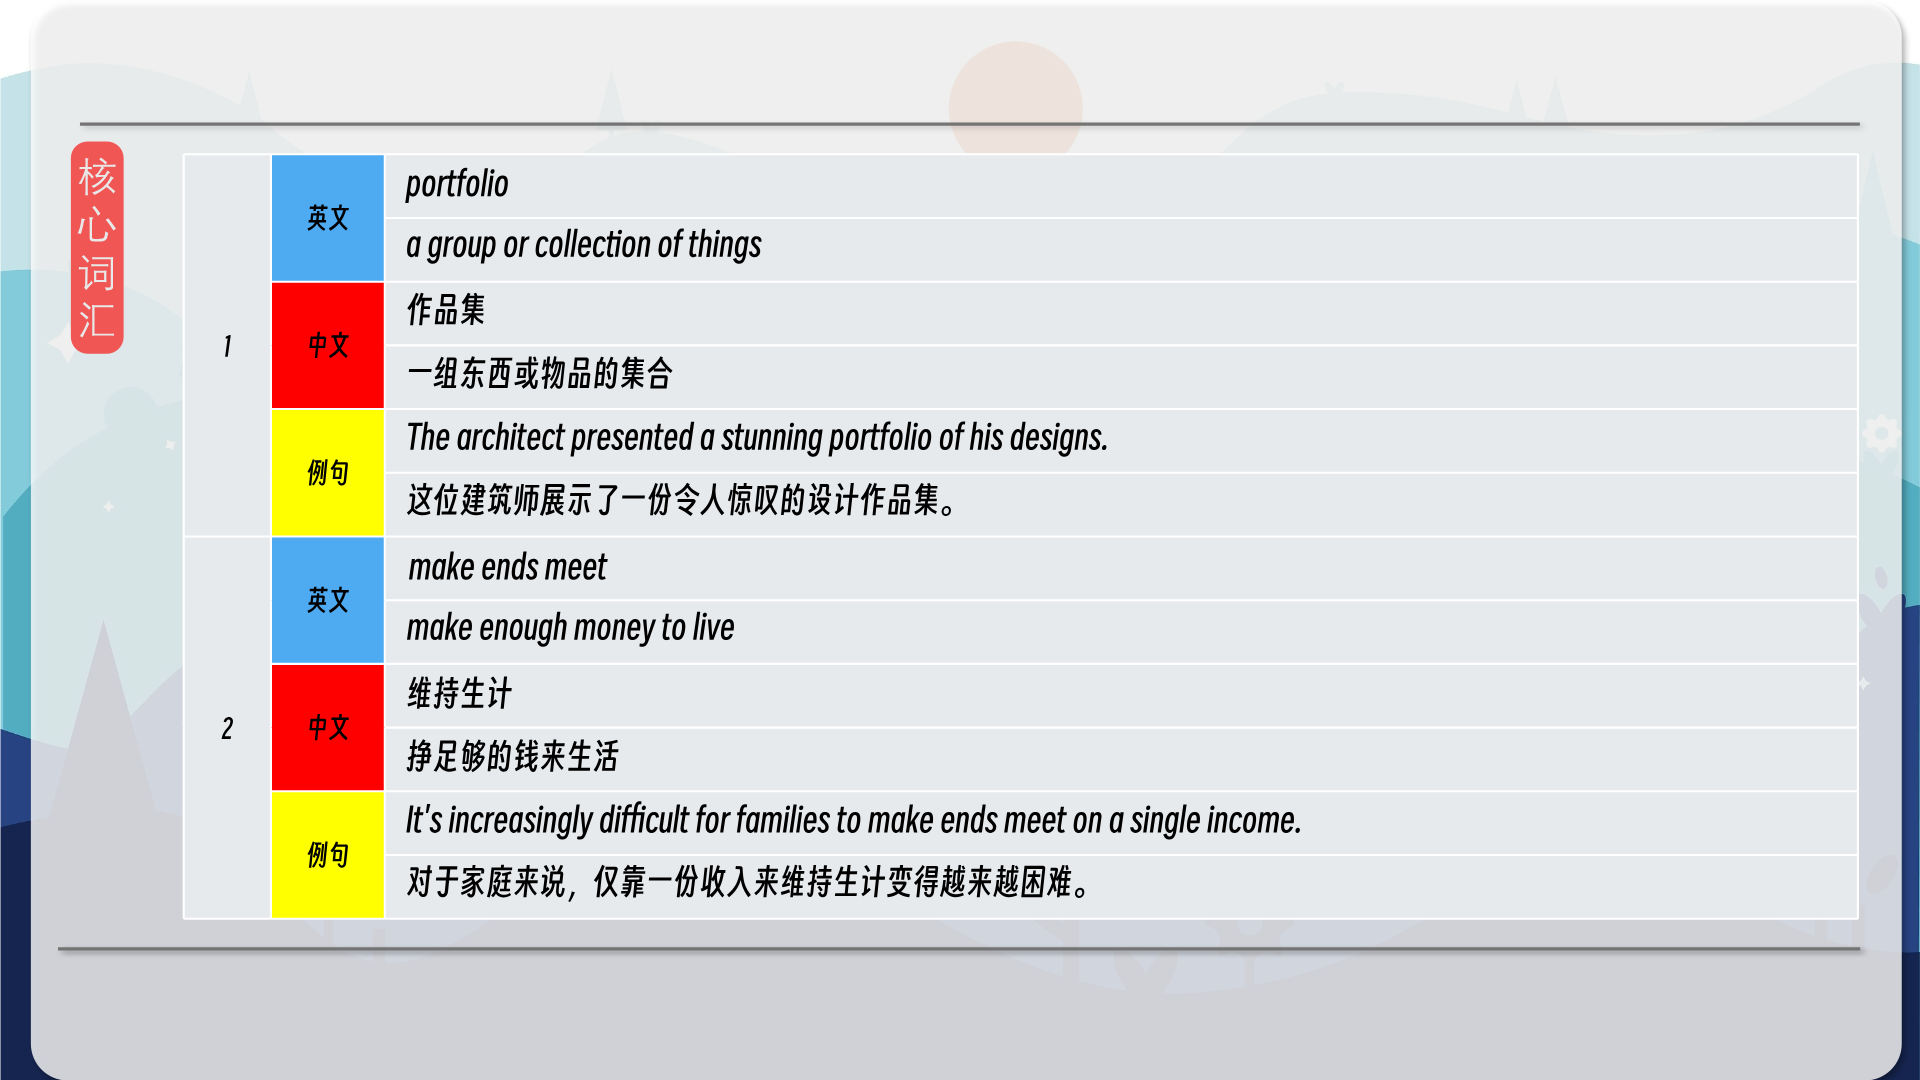 核
心
词
汇
1
英文
portfolio
a group or collection of things
中文
作品集
一组东西或物品的集合
例句
The architect presented a stunning portfolio of his designs.
这位建筑师展示了一份令人惊叹的设计作品集。
2
英文
make ends meet
make enough money to live
中文
维持生计
挣足够的钱来生活
例句
It's increasingly difficult for families to make ends meet on a single income.
对于家庭来说，仅靠一份收入来维持生计变得越来越困难。